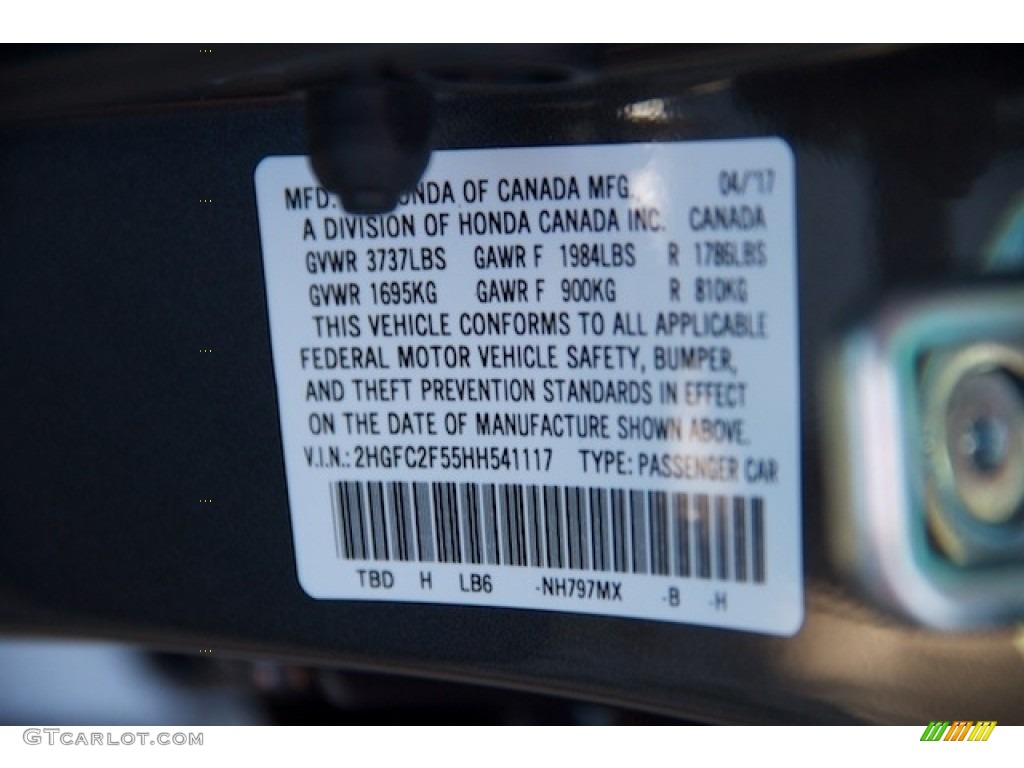 MFD. OF CANADA MFG., 04/'17
A DIVISION OF HONDA CANADA INC. CANADA
GVWR 3737LBS GAWR F 1984LBS R 1786LBS
GVWR 1695KG GAWR F 900KG R 810KG
THIS VEHICLE CONFORMS TO ALL APPLICABLE
FEDERAL MOTOR VEHICLE SAFETY, BUMPER,
AND THEFT PREVENTION STANDARDS IN EFFECT
ON THE DATE OF MANUFACTURE SHOWN ABOVE.
V.I.N.: 2HGFC2F55HH541117 TYPE: PASSENGER CAR
TBD H LB6 -NH797MX -B -H
GTcarlot.com